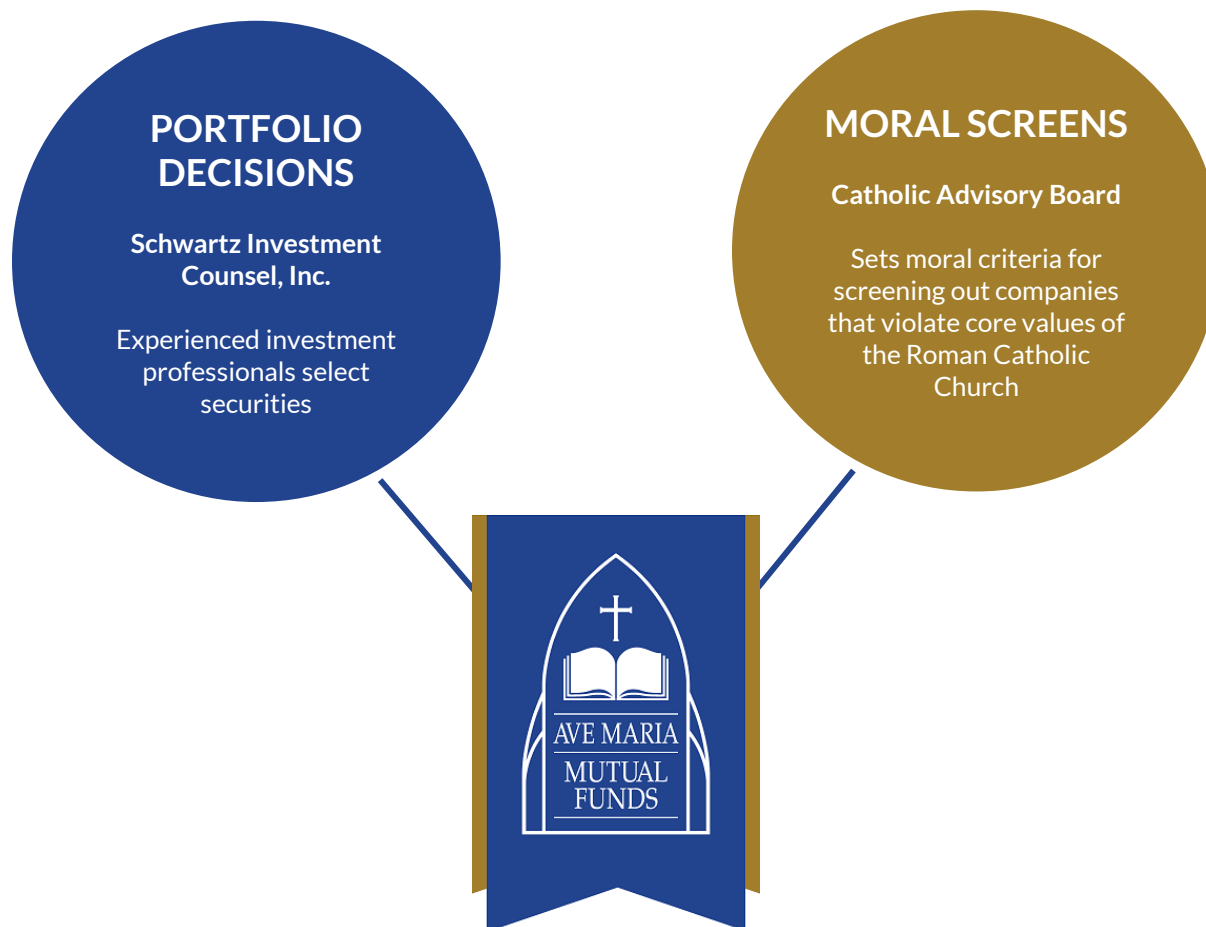 PORTFOLIO
DECISIONS
Schwartz Investment
Counsel, Inc.
Experienced investment
professionals select
securities
MORAL SCREENS
Catholic Advisory Board
Sets moral criteria for
screening out companies
that violate core values of
the Roman Catholic
Church
AVE MARIA
MUTUAL
FUNDS